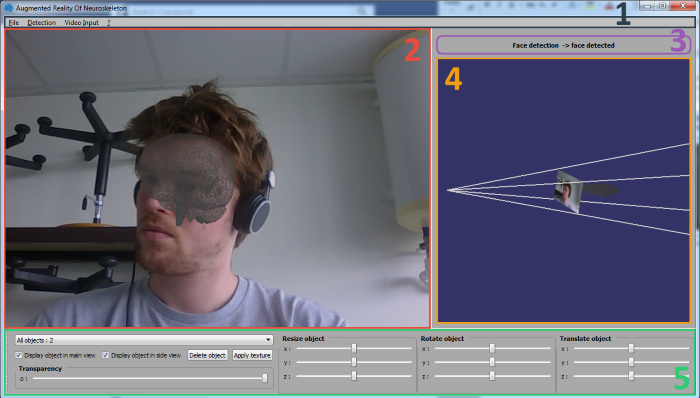 Augmented Reality Of Neuroskeleton
File Detection Video Input ?
1
2
3
Face detection -> face detected
4
All objects : 2
Display object in main view Display object in side view Delete object Apply texture
Transparency
α :
Resize object
x :
y :
z :
Rotate object
x :
y :
z :
Translate object
x :
y :
z :
5